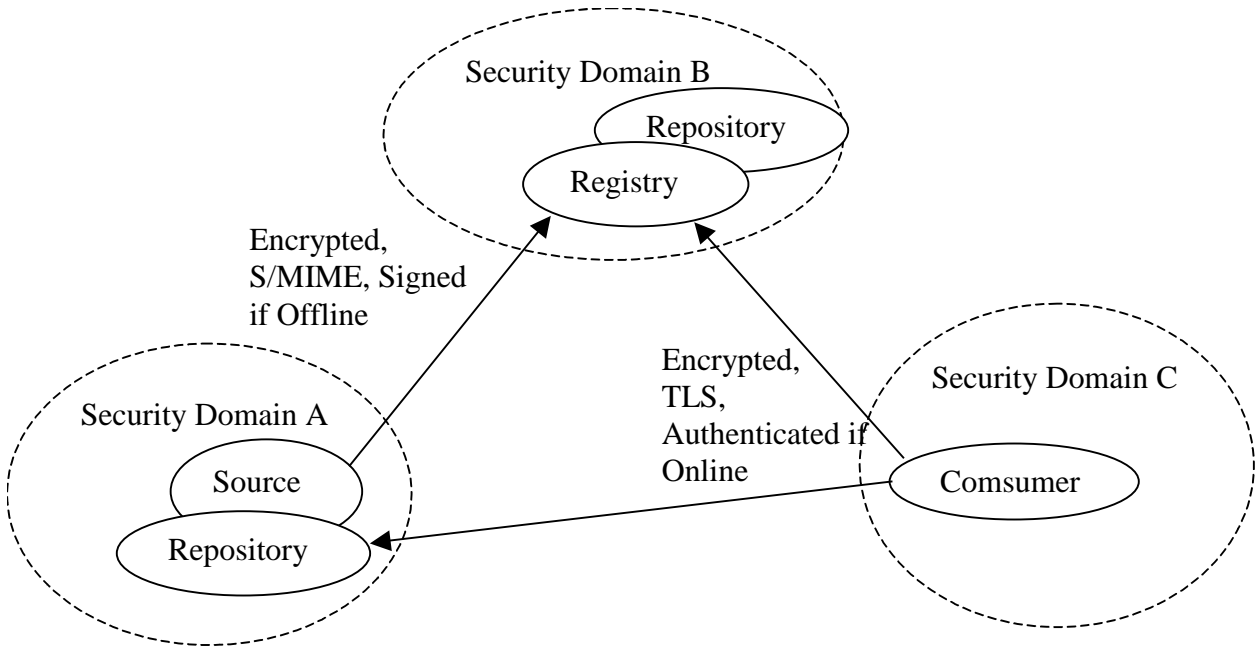 Security Domain B
Repository
Registry
Encrypted,
S/MIME, Signed
if Offline
Encrypted,
TLS,
Authenticated if
Online
Security Domain C
Comsumer
Security Domain A
Source
Repository